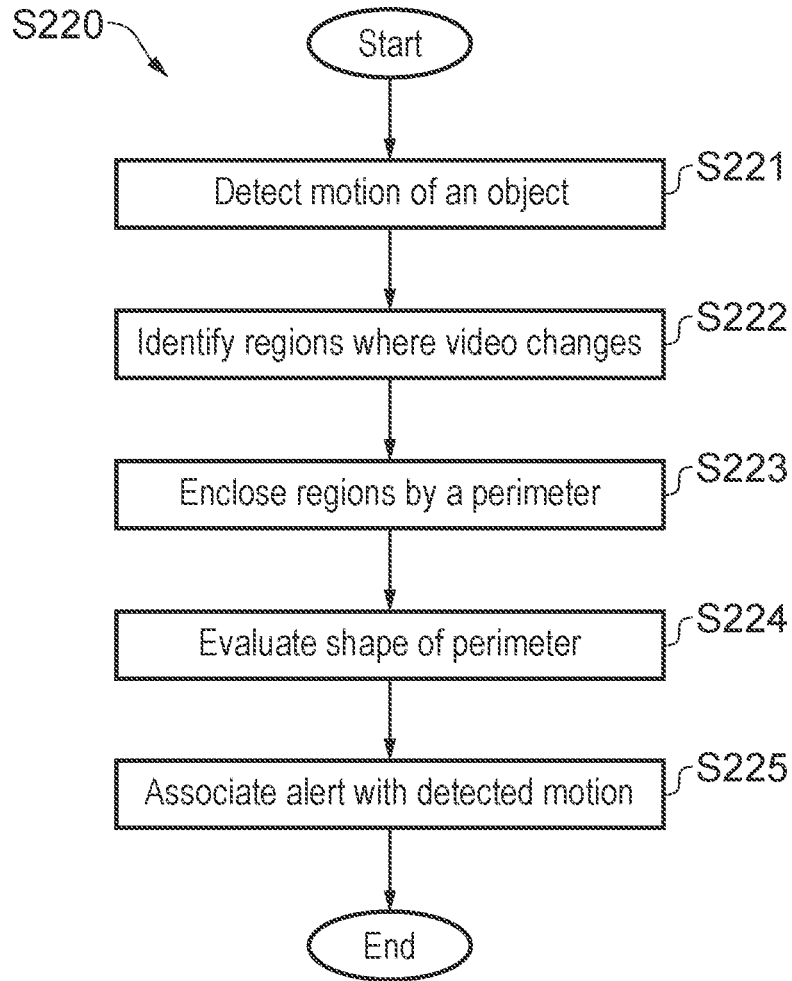 S220
Start
Detect motion of an object
S221
Identify regions where video changes
S222
Enclose regions by a perimeter
S223
Evaluate shape of perimeter
S224
Associate alert with detected motion
S225
End